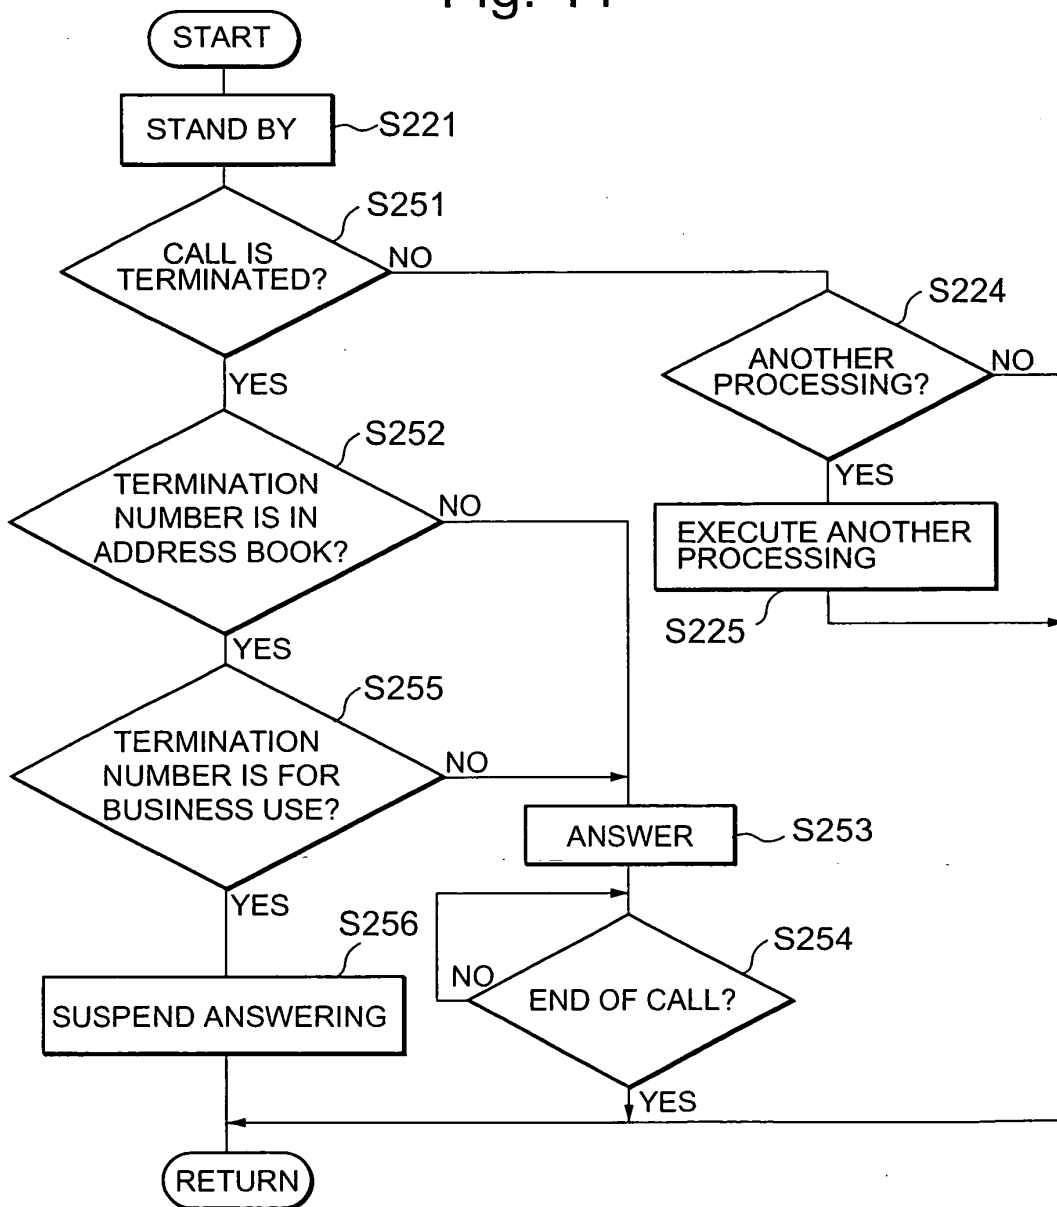 START
STAND BY
S221
S251
CALL IS
TERMINATED?
NO
YES
S224
ANOTHER
PROCESSING?
NO
YES
EXECUTE ANOTHER
PROCESSING
S225
S252
TERMINATION
NUMBER IS IN
ADDRESS BOOK?
NO
YES
S255
TERMINATION
NUMBER IS FOR
BUSINESS USE?
NO
YES
ANSWER
S253
S254
END OF CALL?
NO
YES
S256
SUSPEND ANSWERING
RETURN